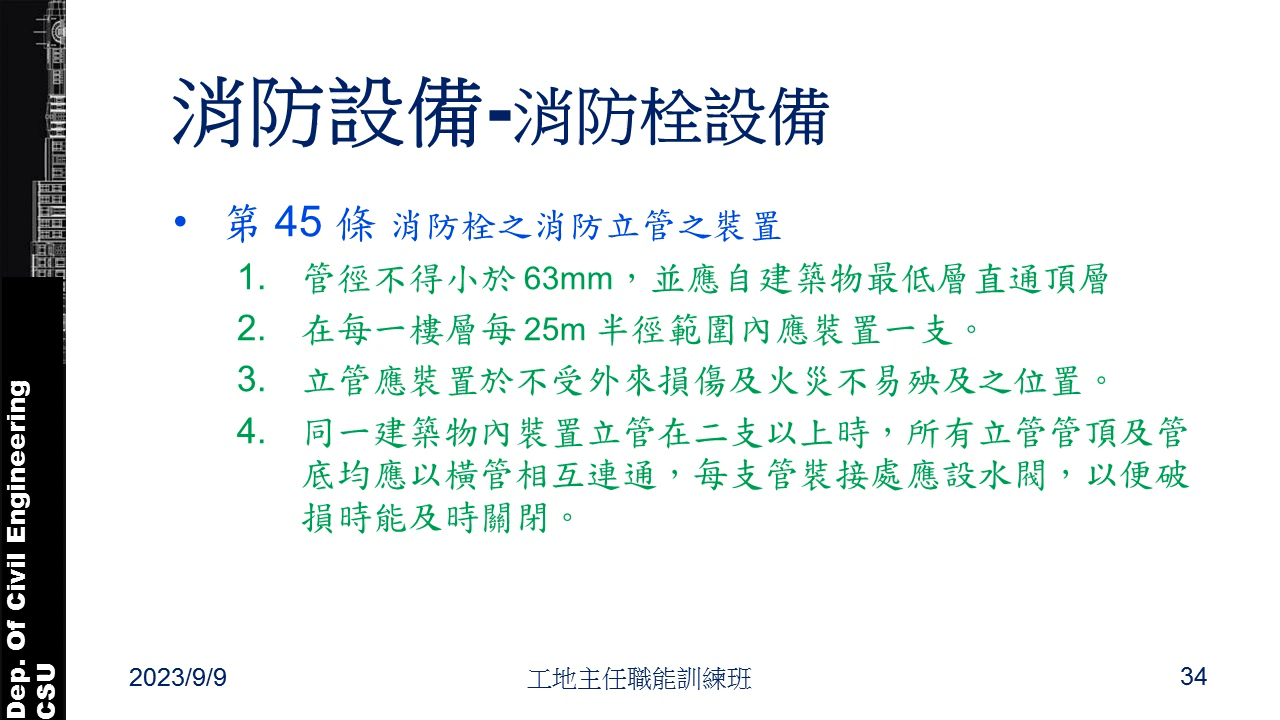 消防設備-消防栓設備
• 第 45 條 消防栓之消防立管之裝置
1. 管徑不得小於 63mm，並應自建築物最低層直通頂層
2. 在每一樓層每 25m 半徑範圍內應裝置一支。
3. 立管應裝置於不受外來損傷及火災不易殃及之位置。
4. 同一建築物內裝置立管在二支以上時，所有立管管頂及管
底均應以橫管相互連通，每支管裝接處應設水閥，以便破
損時能及時關閉。
Dep. Of Civil Engineering
CSU
2023/9/9
工地主任職能訓練班
34